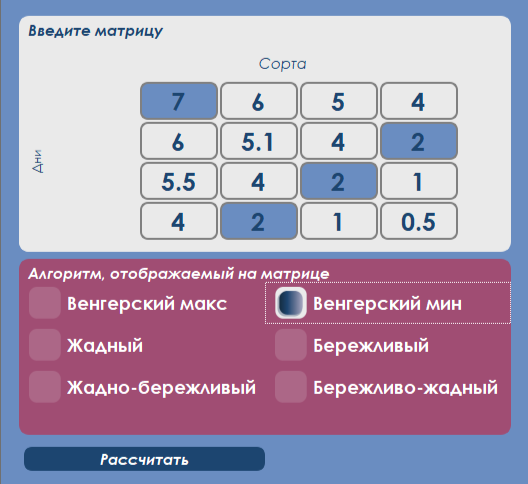 Введите матрицу
Сорта
7 6 5 4
6 5.1 4 2
Дни
5.5 4 2 1
4 2 1 0.5
Алгоритм, отображаемый на матрице
Венгерский макс Венгерский мин
Жадный Бережливый
Жадно-бережливый Бережливо-жадный
Рассчитать